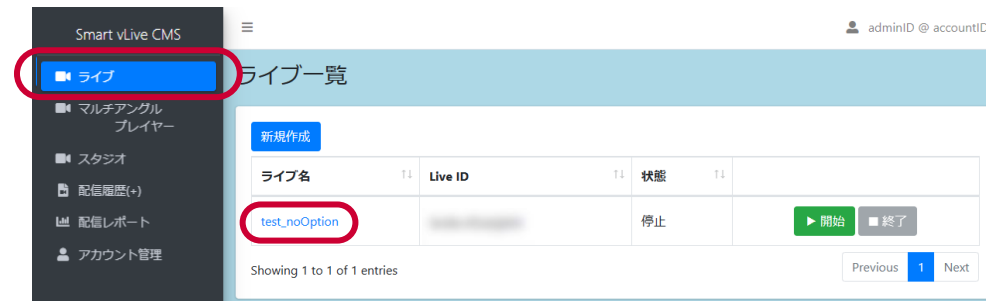 Smart vLive CMS
adminID @ accountID
ライブ
ライブ一覧
マルチアングル
プレイヤー
スタジオ
配信履歴(+)
配信レポート
アカウント管理
新規作成
ライブ名 Live ID 状態
test_noOption 停止 開始 終了
Showing 1 to 1 of 1 entries
Previous 1 Next